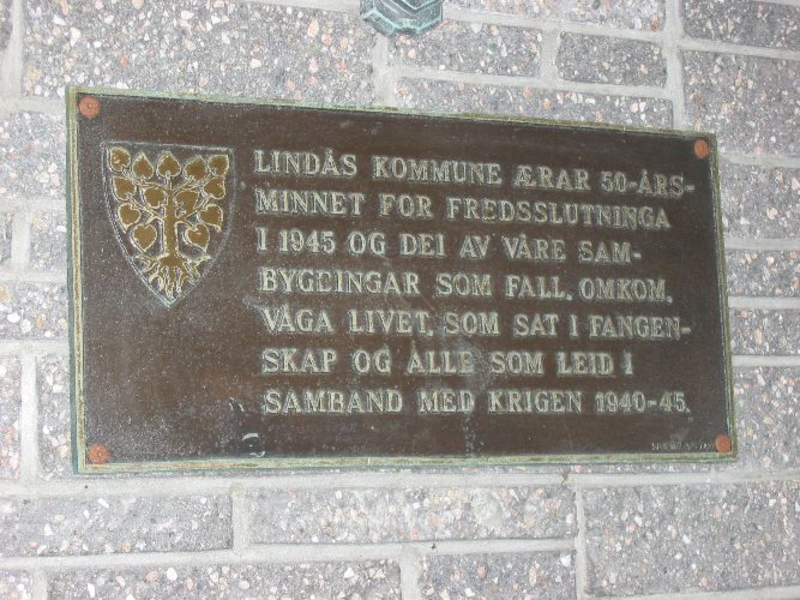 LINDÅS KOMMUNE ÆRAR 50-ÅRS-
MINNET FOR FREDSSLUTNINGA
I 1945 OG DEI AV VÅRE SAM-
BYGDINGAR SOM FALL, OMKOM,
VÅGA LIVET, SOM SAT I FANGEN-
SKAP OG ALLE SOM LEID I
SAMBAND MED KRIGEN 1940-45.